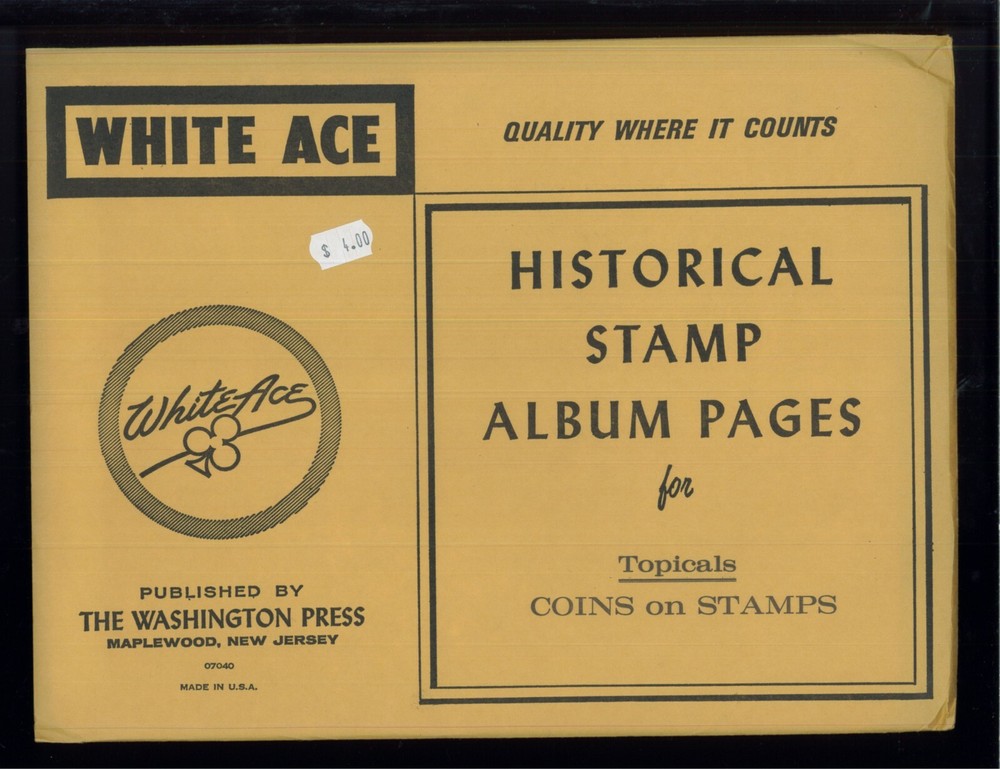 WHITE ACE
QUALITY WHERE IT COUNTS
$ 4.00
White Ace
PUBLISHED BY
THE WASHINGTON PRESS
MAPLEWOOD, NEW JERSEY
07040
MADE IN U.S.A.
HISTORICAL
STAMP
ALBUM PAGES
for
Topicals
COINS on STAMPS